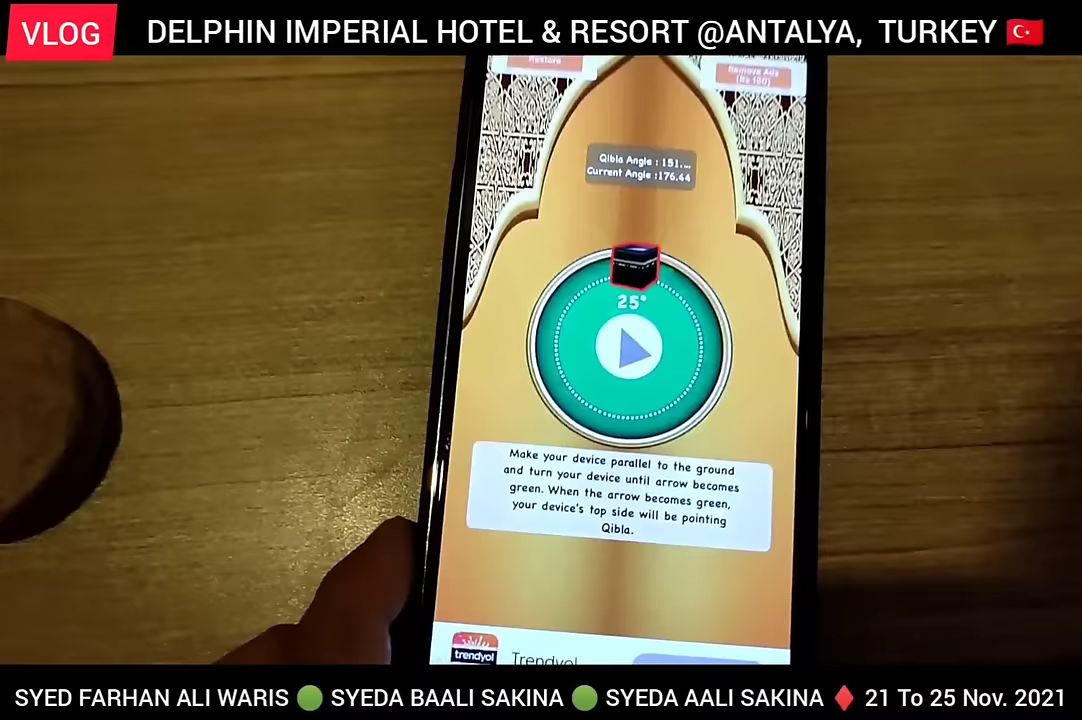 VLOG
DELPHIN IMPERIAL HOTEL & RESORT @ANTALYA, TURKEY
Restore
Remove Ads
(Rs 180)
Qibla Angle : 151....
Current Angle :176.44
25°
Make your device parallel to the ground
and turn your device until arrow becomes
green. When the arrow becomes green,
your device's top side will be pointing
Qibla.
trendyol
Trendyol
SYED FARHAN ALI WARIS 🟢 SYEDA BAALI SAKINA 🟢 SYEDA AALI SAKINA ♦ 21 To 25 Nov. 2021